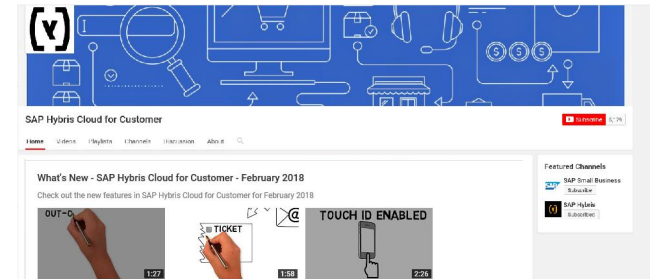 (y)
SAP Hybris Cloud for Customer
Subscribe
Home Videos Playlists Channels Discussion About
What's New - SAP Hybris Cloud for Customer - February 2018
Check out the new features in SAP Hybris Cloud for Customer for February 2018
TICKET
@
TOUCH ID ENABLED
1:27
1:58
2:26
Featured Channels
SAP
SAP Small Business
Subscribe
(y)
SAP Hybris
Subscribed